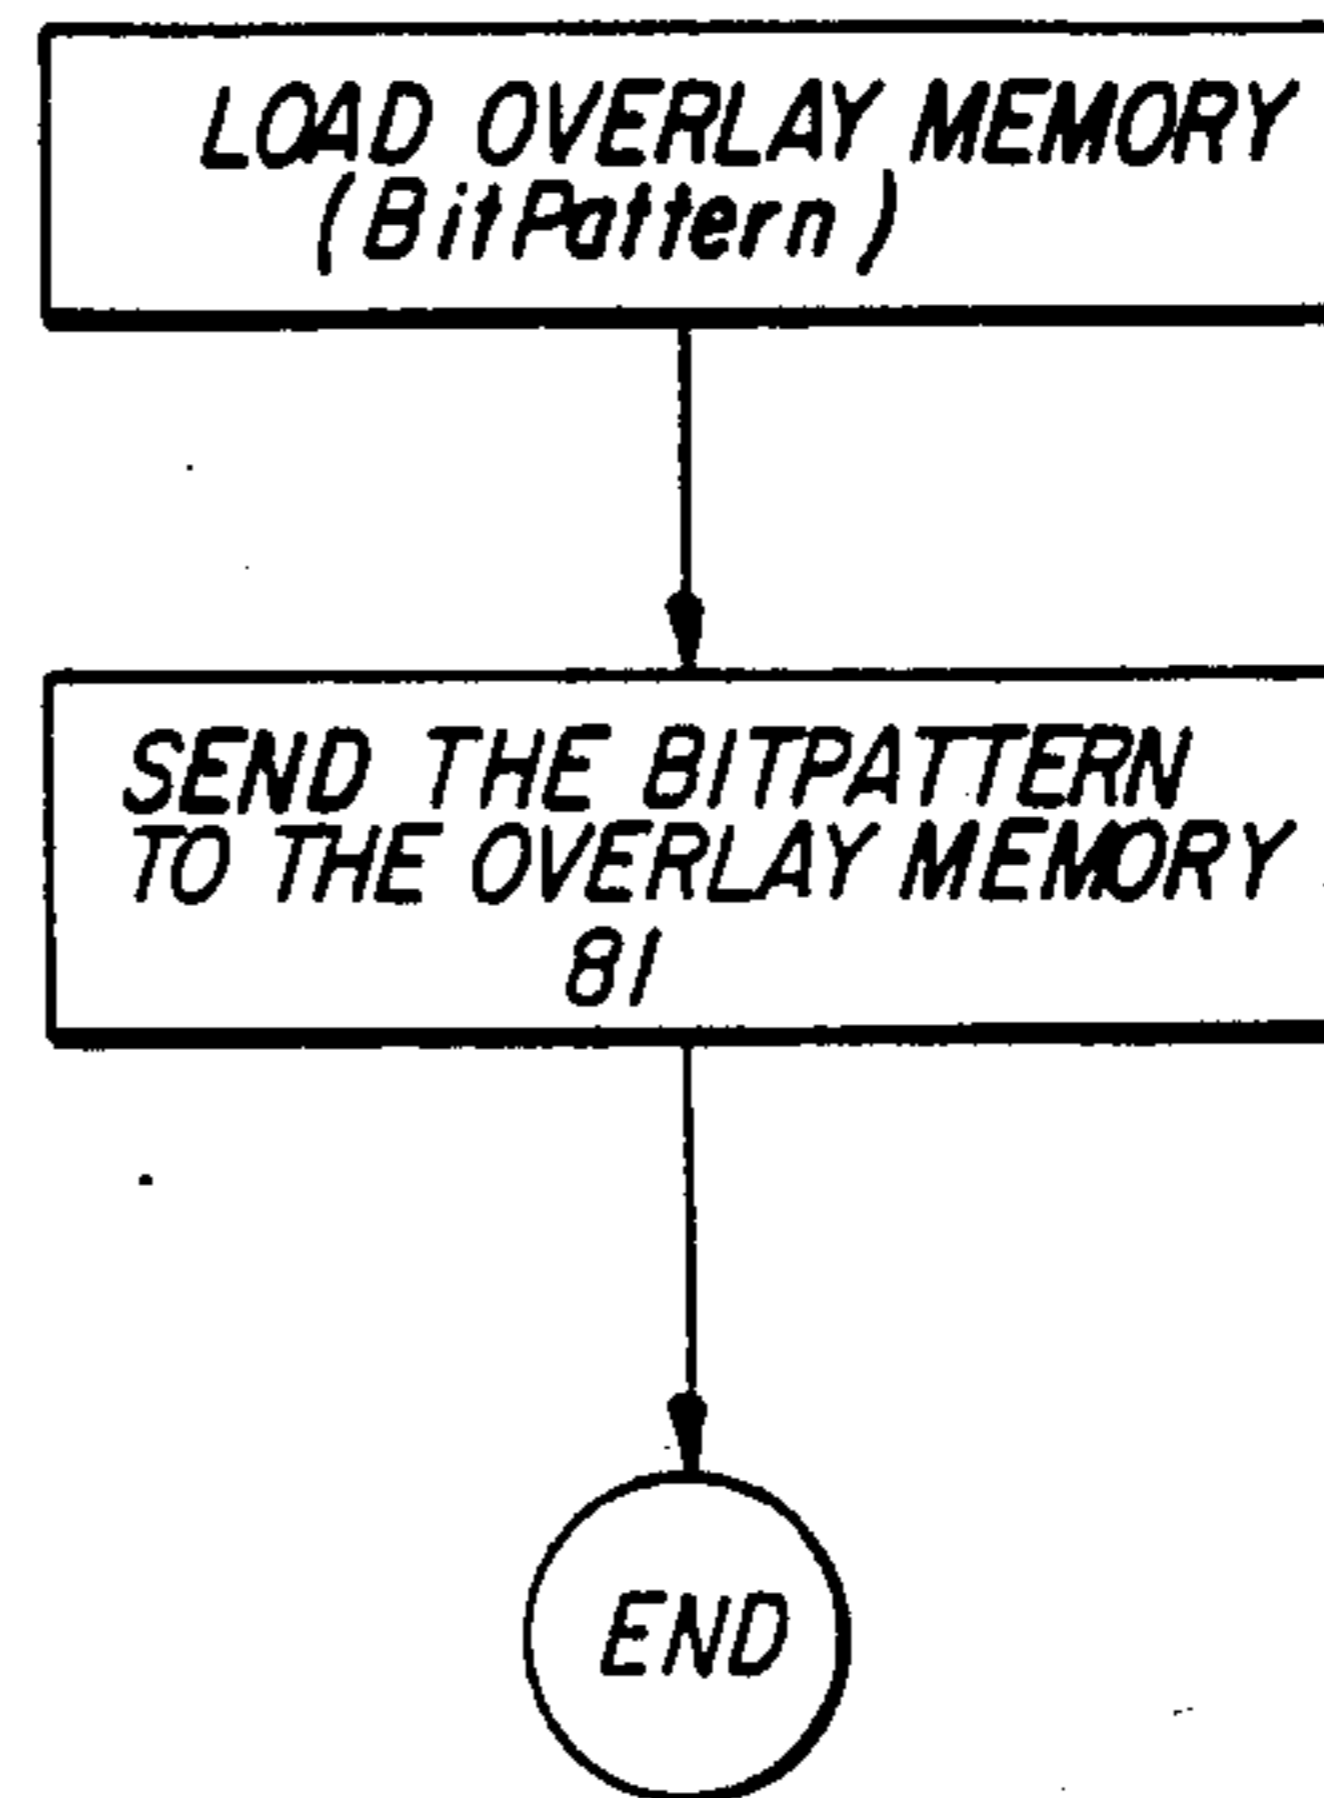 LOAD OVERLAY MEMORY
(BitPattern)
SEND THE BITPATTERN
TO THE OVERLAY MEMORY
81
END